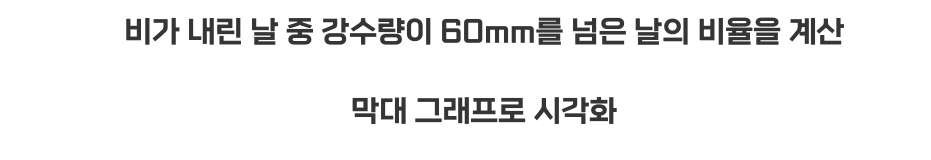 비가 내린 날 중 강수량이 60mm를 넘은 날의 비율을 계산
막대 그래프로 시각화